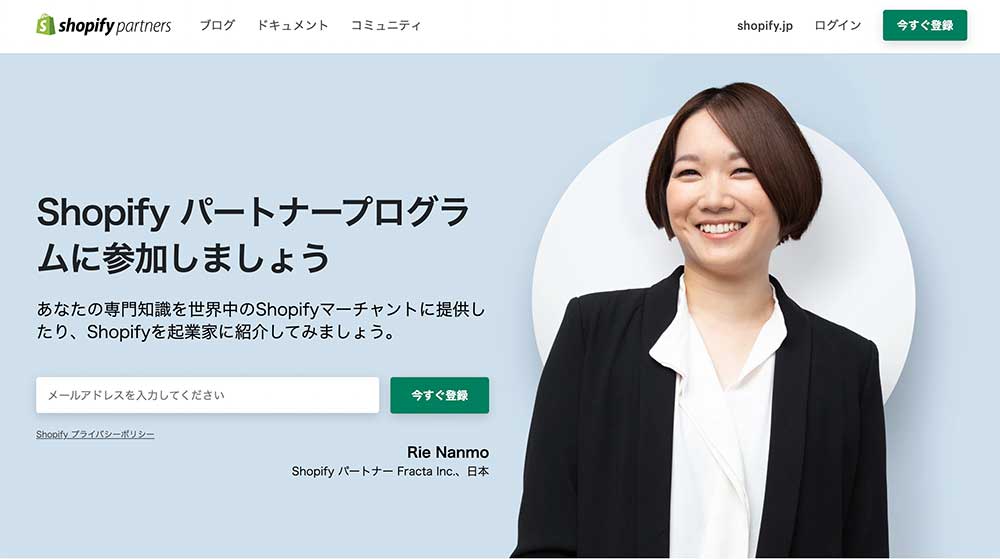 shopify partners ブログ ドキュメント コミュニティ shopify.jp ログイン 今すぐ登録
Shopify パートナープログラ
ムに参加しましょう
あなたの専門知識を世界中のShopifyマーチャントに提供し
たり、Shopifyを起業家に紹介してみましょう。
メールアドレスを入力してください 今すぐ登録
Shopify プライバシーポリシー
Rie Nanmo
Shopify パートナー Fracta Inc.、日本